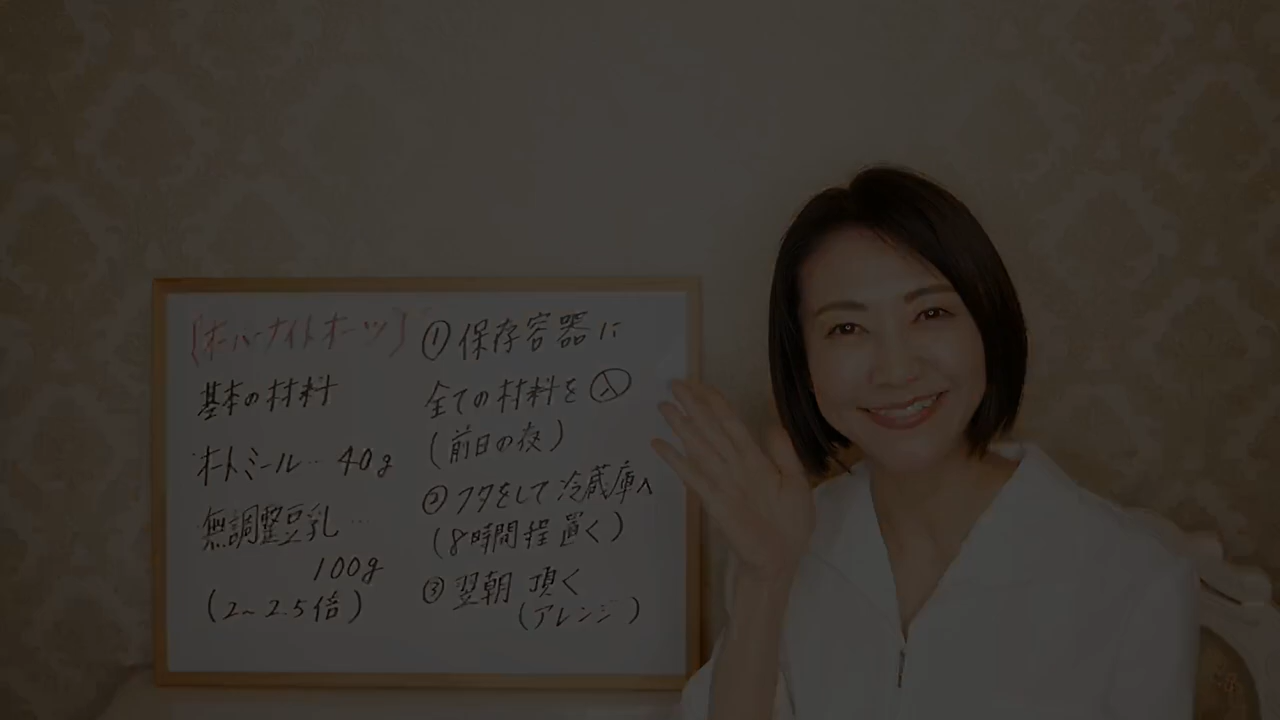 [オーバーナイトオーツ]
基本の材料
オートミール… 40g
無調整豆乳…
100g
(2～2.5倍)
①保存容器に
全ての材料を㊅
(前日の夜)
②フタをして冷蔵庫へ
(8時間程置く)
③翌朝 頂く
(アレンジ)